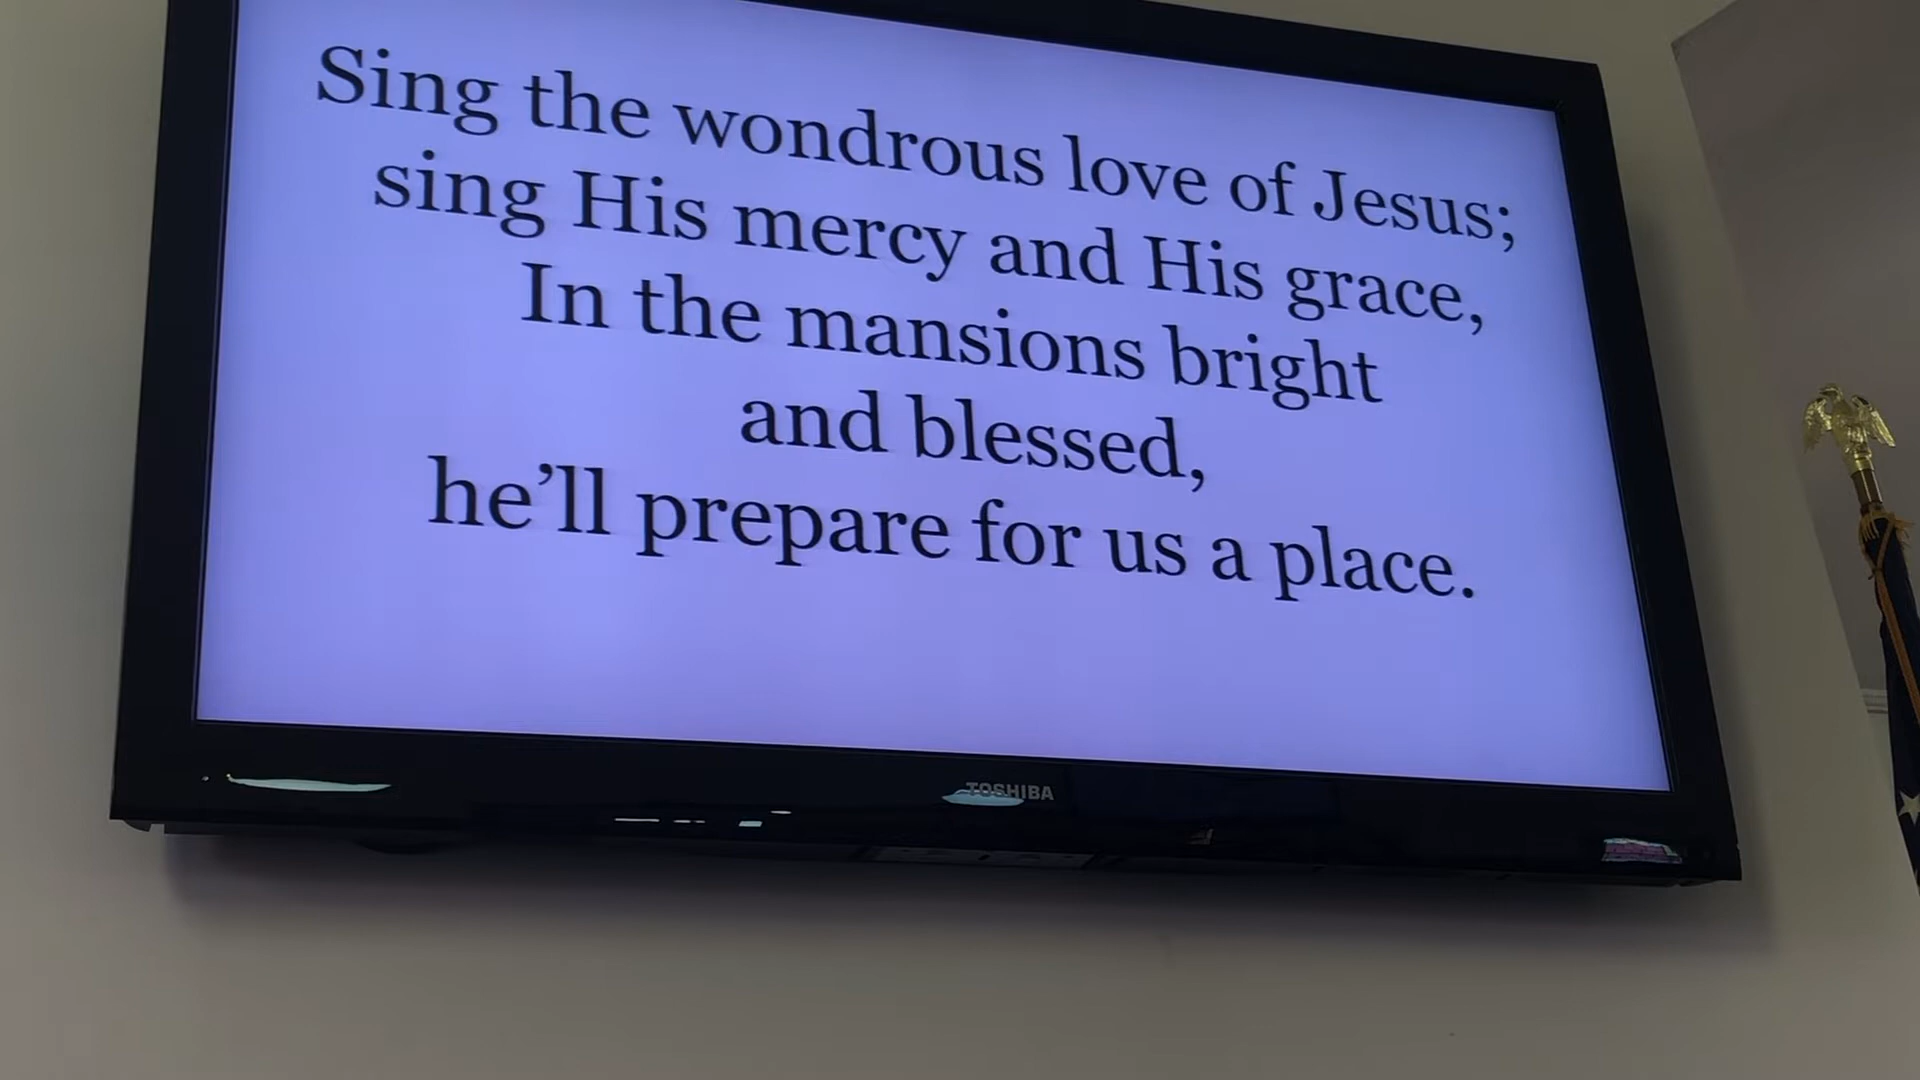 Sing the wondrous love of Jesus;
sing His mercy and His grace,
In the mansions bright
and blessed,
he’ll prepare for us a place.
TOSHIBA